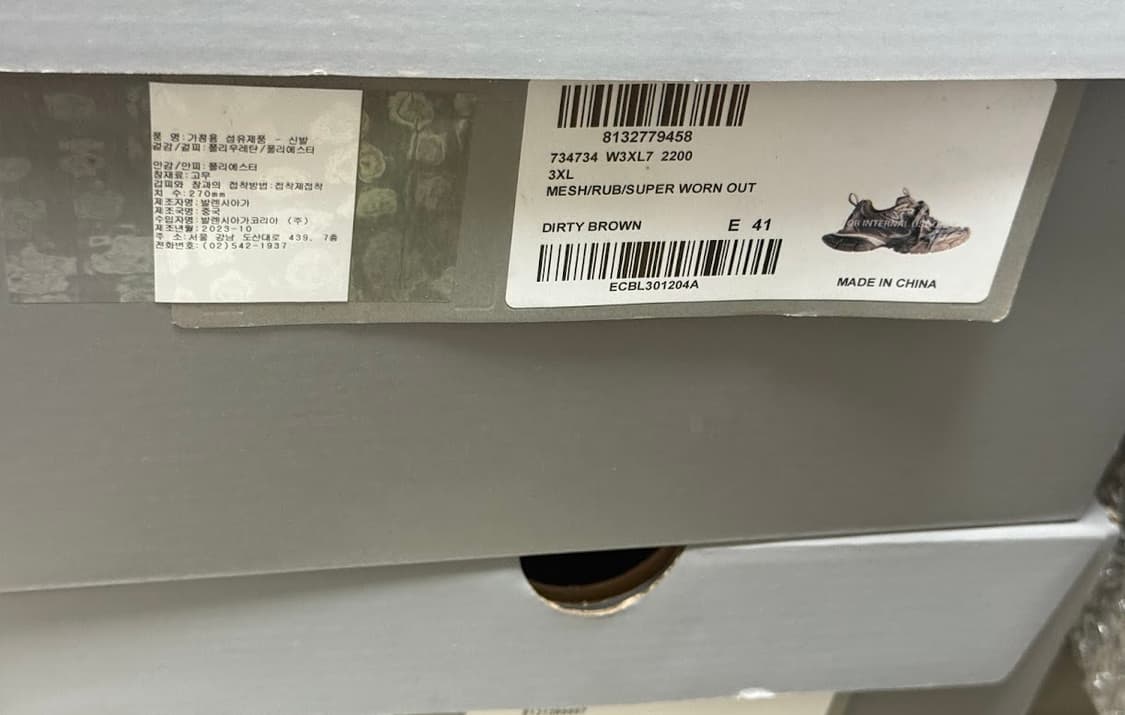 품 명:가정용 섬유제품 - 신발
겉감/겉피:폴리우레탄/폴리에스터
안감/안피:폴리에스터
창재료:고무
갑피와 창과의 접착방법:접착제접착
치 수:270mm
제조자명:발렌시아가
제조국명:중국
수입자명:발렌시아가코리아 (주)
제조년월:2023-10
주 소:서울 강남 도산대로 439, 7층
전화번호:(02)542-1937
8132779458
734734 W3XL7 2200
3XL
MESH/RUB/SUPER WORN OUT
DIRTY BROWN E 41
ECBL301204A
INTERNAL
MADE IN CHINA